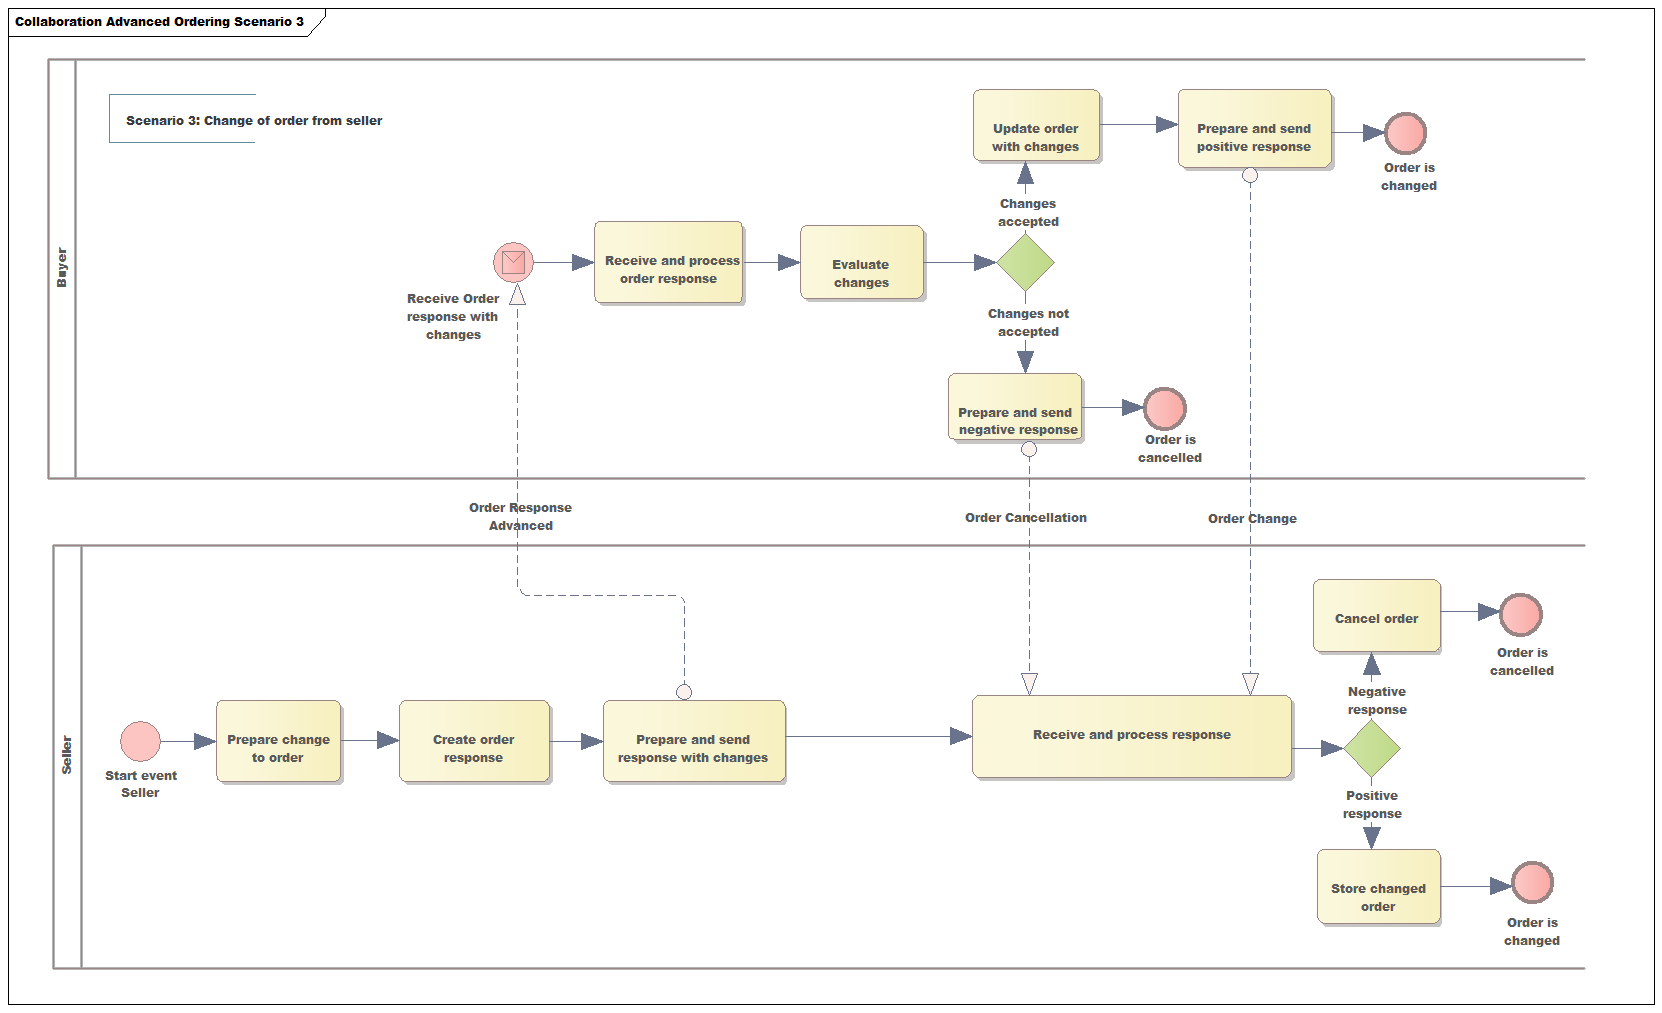 Collaboration Advanced Ordering Scenario 3
Buyer
Scenario 3: Change of order from seller
Receive Order
response with
changes
Receive and process
order response
Evaluate
changes
Changes
accepted
Update order
with changes
Prepare and send
positive response
Order is
changed
Changes not
accepted
Prepare and send
negative response
Order is
cancelled
Order Response
Advanced
Order Cancellation
Order Change
Seller
Start event
Seller
Prepare change
to order
Create order
response
Prepare and send
response with changes
Receive and process response
Negative
response
Cancel order
Order is
cancelled
Positive
response
Store changed
order
Order is
changed